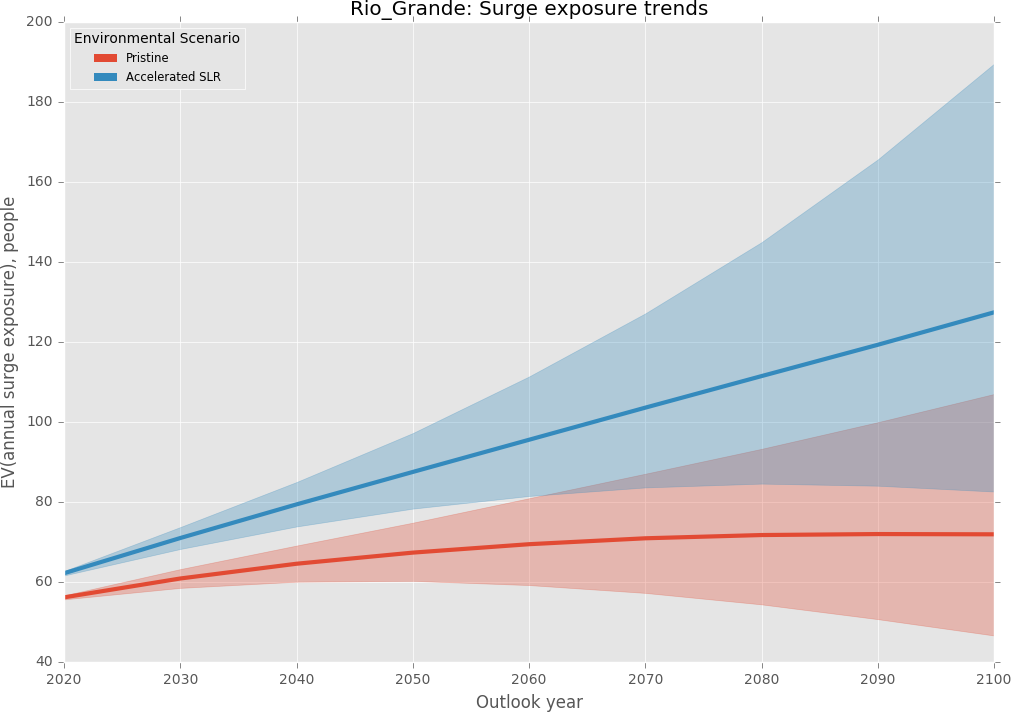 Rio_Grande: Surge exposure trends
Environmental Scenario
Pristine
Accelerated SLR
EV(annual surge exposure), people
200
180
160
140
120
100
80
60
40
2020 2030 2040 2050 2060 2070 2080 2090 2100
Outlook year